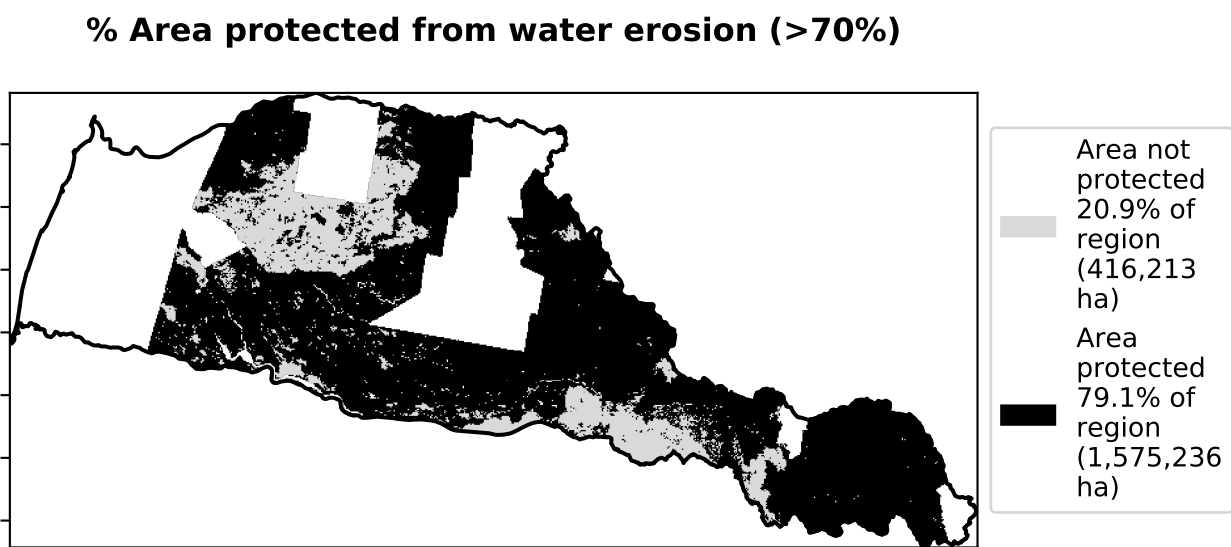 % Area protected from water erosion (>70%)
Area not
protected
20.9% of
region
(416,213
ha)
Area
protected
79.1% of
region
(1,575,236
ha)